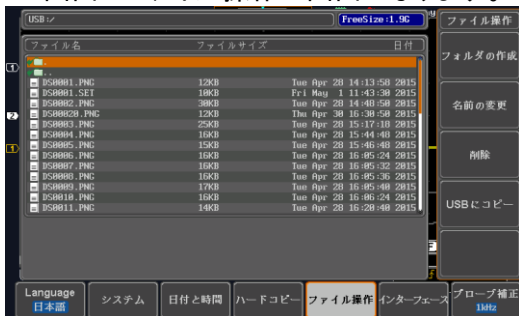 USB:/
FreeSize:1.9G
ファイル操作
ファイル名 ファイルサイズ 日付
.
..
DS0001.PNG 12KB Tue Apr 28 14:13:58 2015
DS0001.SET 10KB Fri May 1 11:43:30 2015
DS0002.PNG 30KB Tue Apr 28 14:48:50 2015
DS00020.PNG 12KB Thu Apr 30 16:30:50 2015
DS0003.PNG 25KB Tue Apr 28 15:17:18 2015
DS0004.PNG 16KB Tue Apr 28 15:44:48 2015
DS0005.PNG 15KB Tue Apr 28 15:46:48 2015
DS0006.PNG 16KB Tue Apr 28 16:05:24 2015
DS0007.PNG 16KB Tue Apr 28 16:05:32 2015
DS0008.PNG 16KB Tue Apr 28 16:05:36 2015
DS0009.PNG 17KB Tue Apr 28 16:05:40 2015
DS0010.PNG 16KB Tue Apr 28 16:06:24 2015
DS0011.PNG 14KB Tue Apr 28 16:20:40 2015
フォルダの作成
名前の変更
削除
USBにコピー
1
2
1
Language
日本語
システム
日付と時間
ハードコピー
ファイル操作
インターフェース
プローブ補正
1kHz